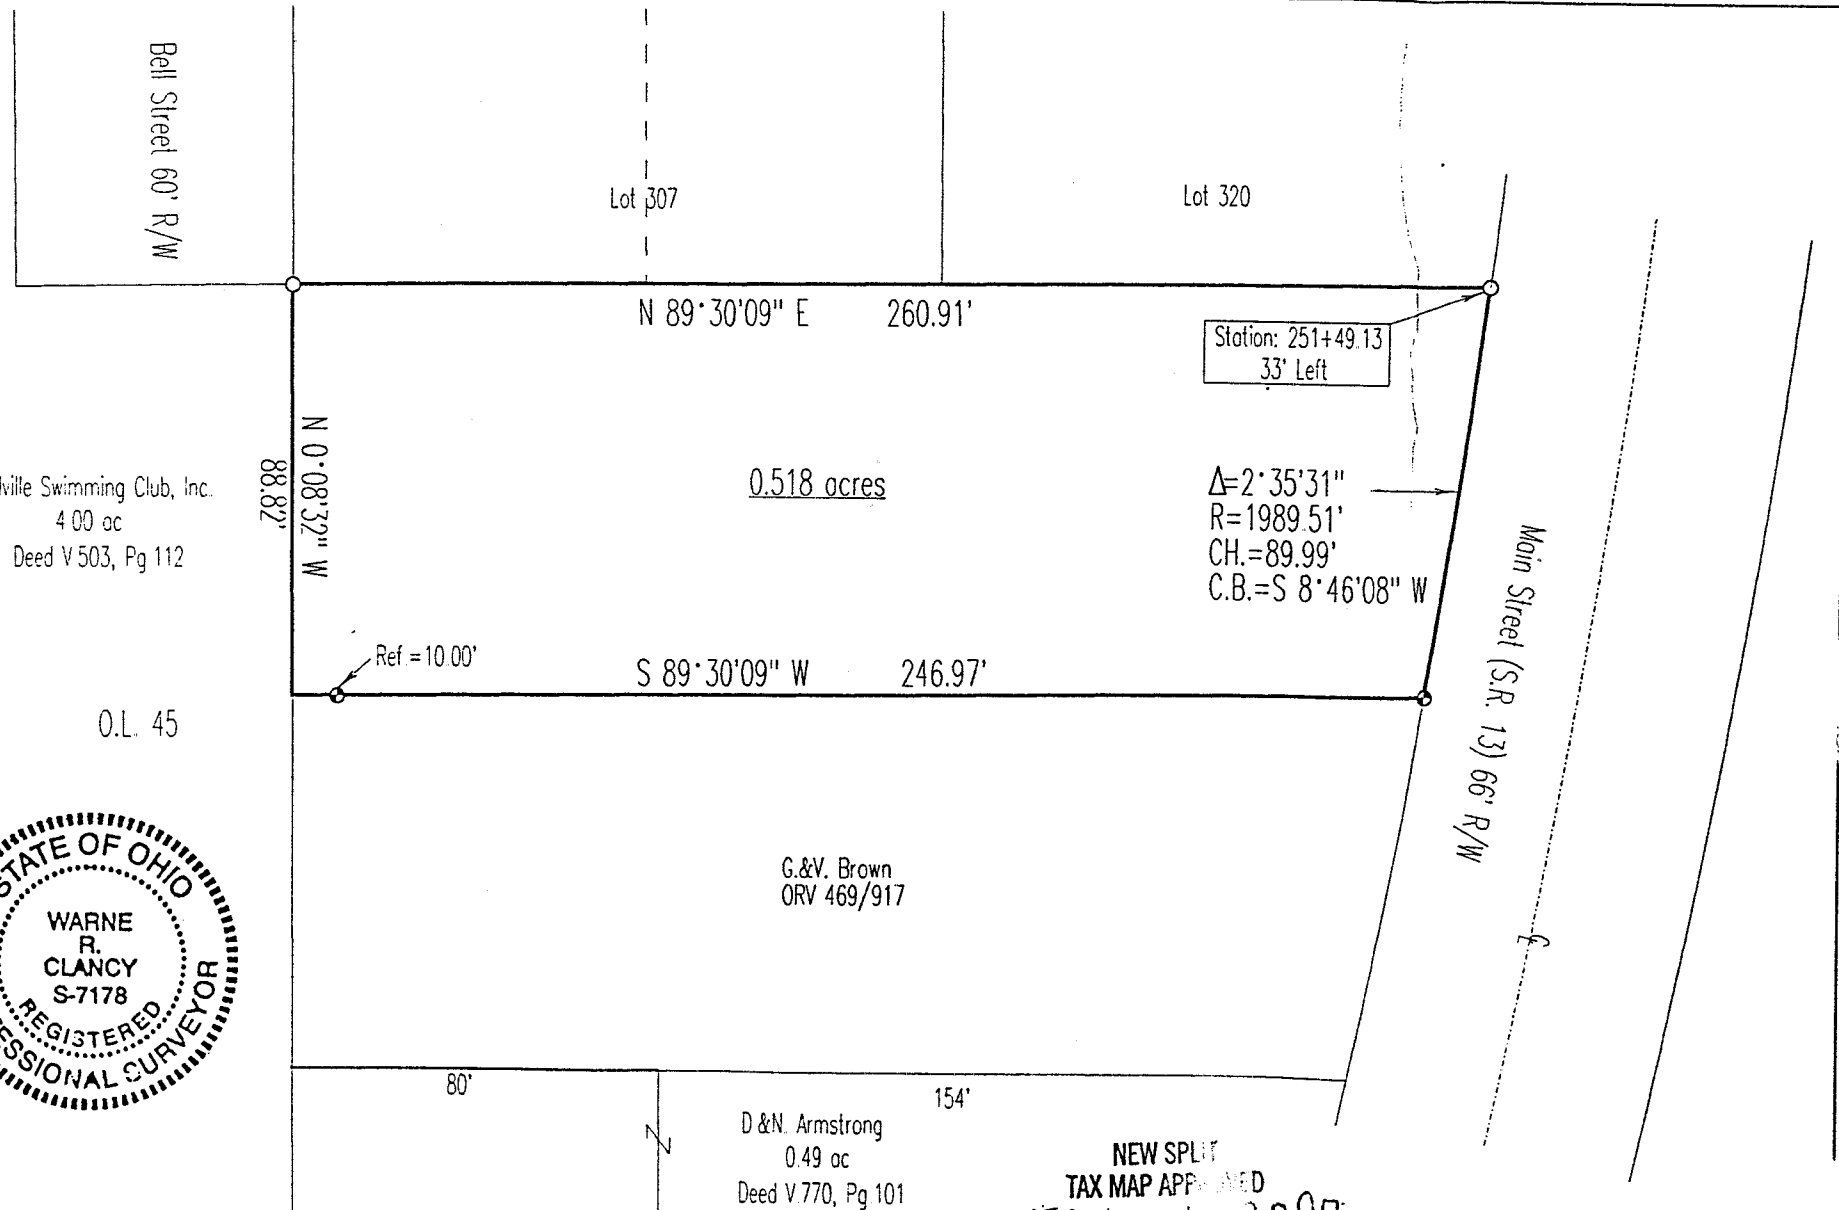 Bell Street 60' R/W
Lot 307
Lot 320
N 89°30'09" E 260.91'
Station: 251+49.13
33' Left
N 0°08'32" W
88.82'
Swimming Club, Inc.
4.00 ac
Deed V 503, Pg 112
0.518 acres
Δ=2°35'31"
R=1989.51'
CH.=89.99'
C.B.=S 8°46'08" W
Main Street (S.R. 13) 66' R/W
Ref.=10.00'
S 89°30'09" W 246.97'
O.L. 45
STATE OF OHIO
WARNE
R.
CLANCY
S-7178
REGISTERED
SURVEYOR
G.&V. Brown
ORV 469/917
℄
80'
154'
D.&N. Armstrong
0.49 ac
Deed V.770, Pg.101
NEW SPLIT
TAX MAP APPROVED